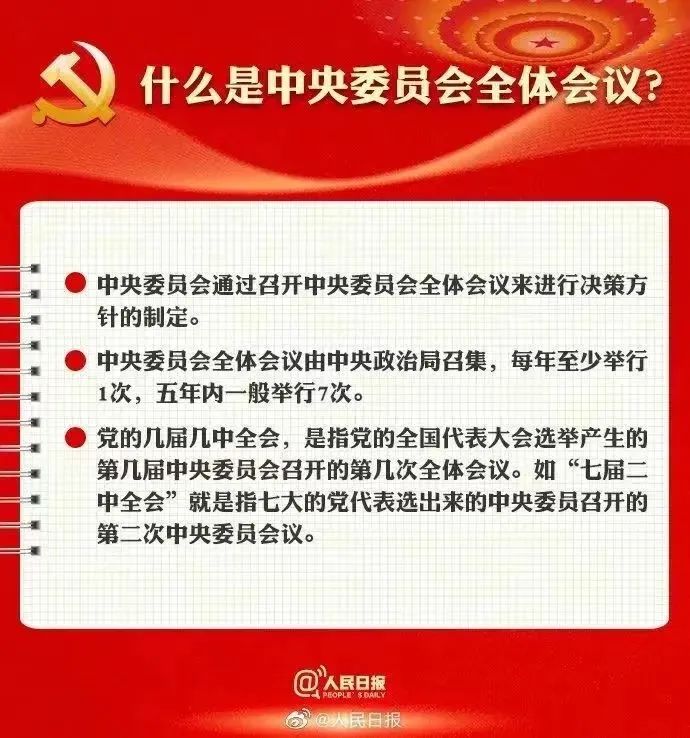 什么是中央委员会全体会议?
中央委员会通过召开中央委员会全体会议来进行决策方
针的制定。
中央委员会全体会议由中央政治局召集，每年至少举行
1次，五年内一般举行7次。
党的几届几中全会，是指党的全国代表大会选举产生的
第几届中央委员会召开的第几次全体会议。如“七届二
中全会”就是指七大的党代表选出来的中央委员召开的
第二次中央委员会议。
@人民日报
PEOPLE'S DAILY
@人民日报